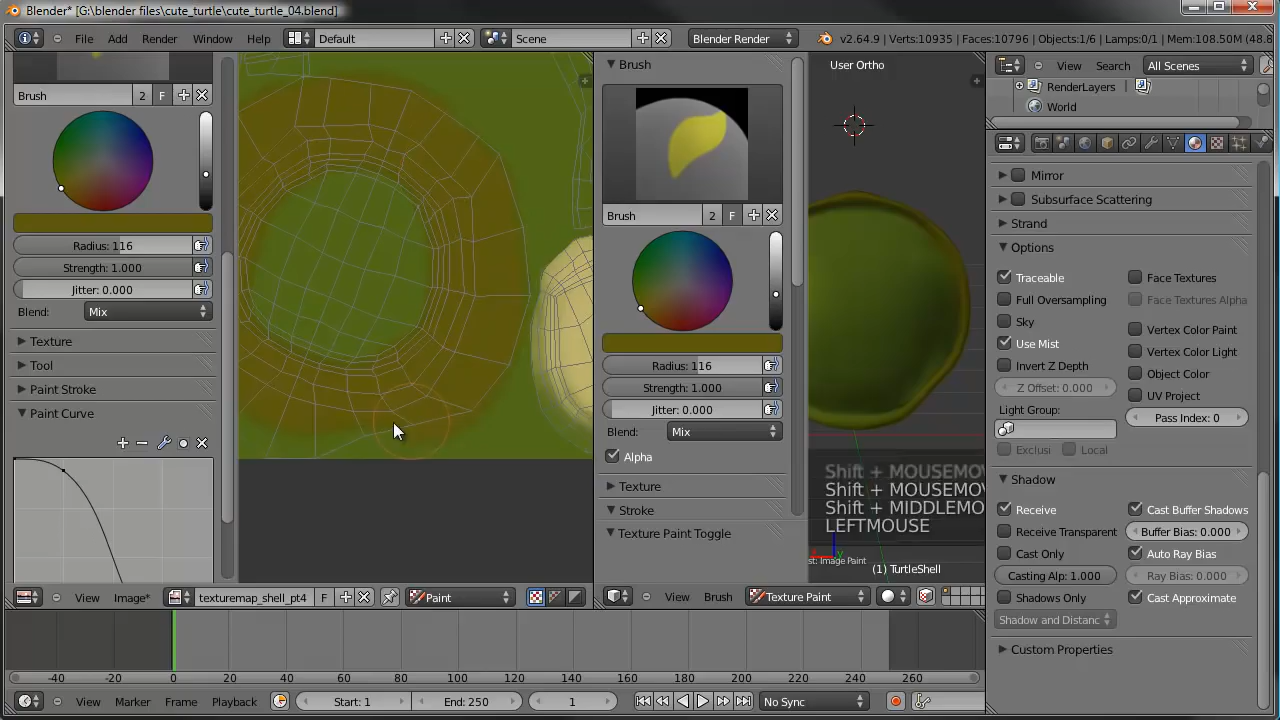 Blender* [G:\blender files\cute_turtle\cute_turtle_04.blend]
File Add Render Window Help Default Scene Blender Render v2.64.9 | Verts:10935 | Faces:10796 | Objects:1/6 | Lamps:0/1 | Mem:108.50M (48.8
Brush 2 F
Radius: 116
Strength: 1.000
Jitter: 0.000
Blend: Mix
Texture
Tool
Paint Stroke
Paint Curve
View Image* texturemap_shell_pt4 F Paint
Brush
Brush 2 F
Radius: 116
Strength: 1.000
Jitter: 0.000
Blend: Mix
Alpha
Texture
Stroke
Texture Paint Toggle
View Brush Texture Paint
User Ortho
Shift + MOUSEMOV
Shift + MOUSEMOV
Shift + MIDDLEMO
LEFTMOUSE
st: Image Paint
(1) TurtleShell
View Search All Scenes
RenderLayers
World
Mirror
Subsurface Scattering
Strand
Options
Traceable Face Textures
Full Oversampling Face Textures Alpha
Sky Vertex Color Paint
Use Mist Vertex Color Light
Invert Z Depth Object Color
Z Offset: 0.000 UV Project
Light Group: Pass Index: 0
Exclusi Local
Shadow
Receive Cast Buffer Shadows
Receive Transparent Buffer Bias: 0.000
Cast Only Auto Ray Bias
Casting Alp: 1.000 Ray Bias: 0.000
Shadows Only Cast Approximate
Shadow and Distanc
Custom Properties
-40 -20 0 20 40 60 80 100 120 140 160 180 200 220 240 260
View Marker Frame Playback Start: 1 End: 250 1 No Sync